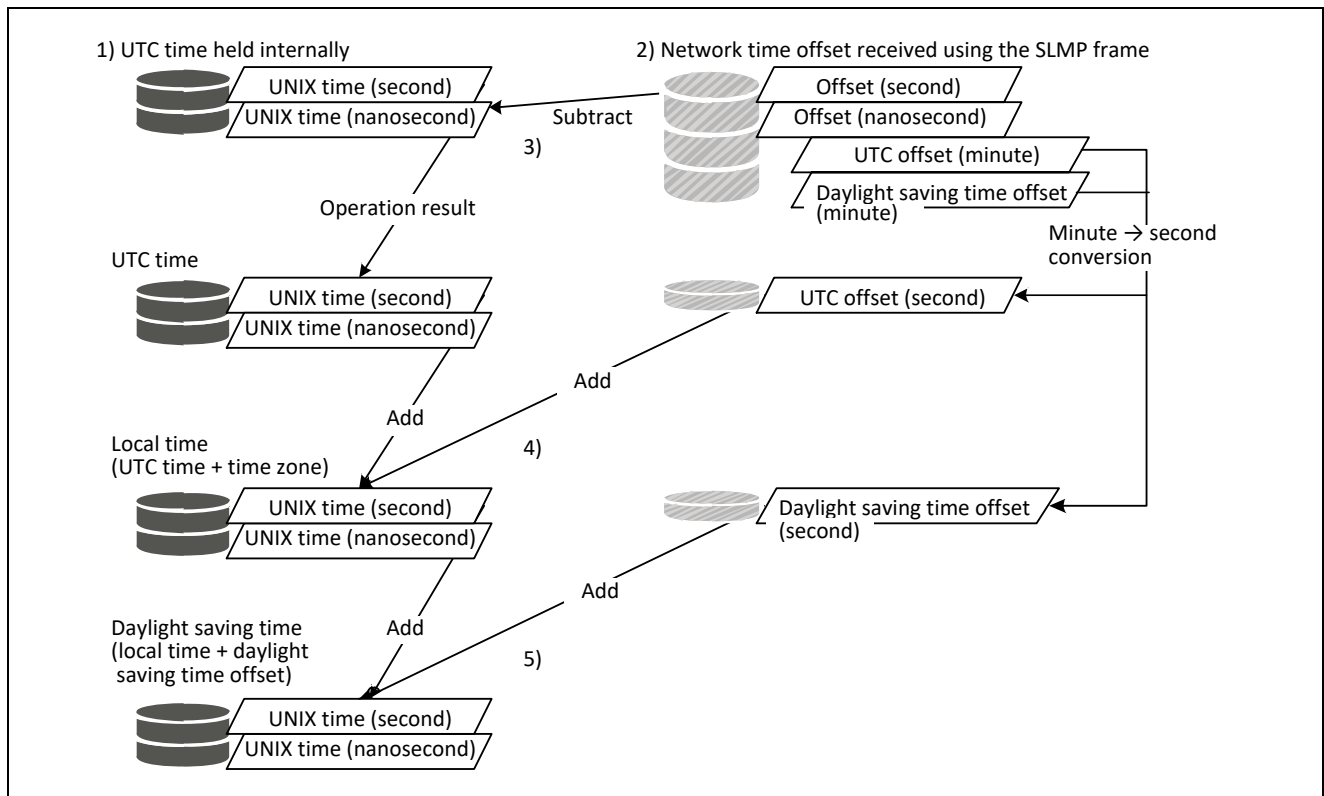 1) UTC time held internally
2) Network time offset received using the SLMP frame
UNIX time (second)
UNIX time (nanosecond)
Subtract
3)
Offset (second)
Offset (nanosecond)
UTC offset (minute)
Daylight saving time offset
(minute)
Operation result
Minute → second
conversion
UTC time
UNIX time (second)
UNIX time (nanosecond)
UTC offset (second)
Add
Add
4)
Local time
(UTC time + time zone)
UNIX time (second)
UNIX time (nanosecond)
Daylight saving time offset
(second)
Add
Add
5)
Daylight saving time
(local time + daylight
saving time offset)
UNIX time (second)
UNIX time (nanosecond)